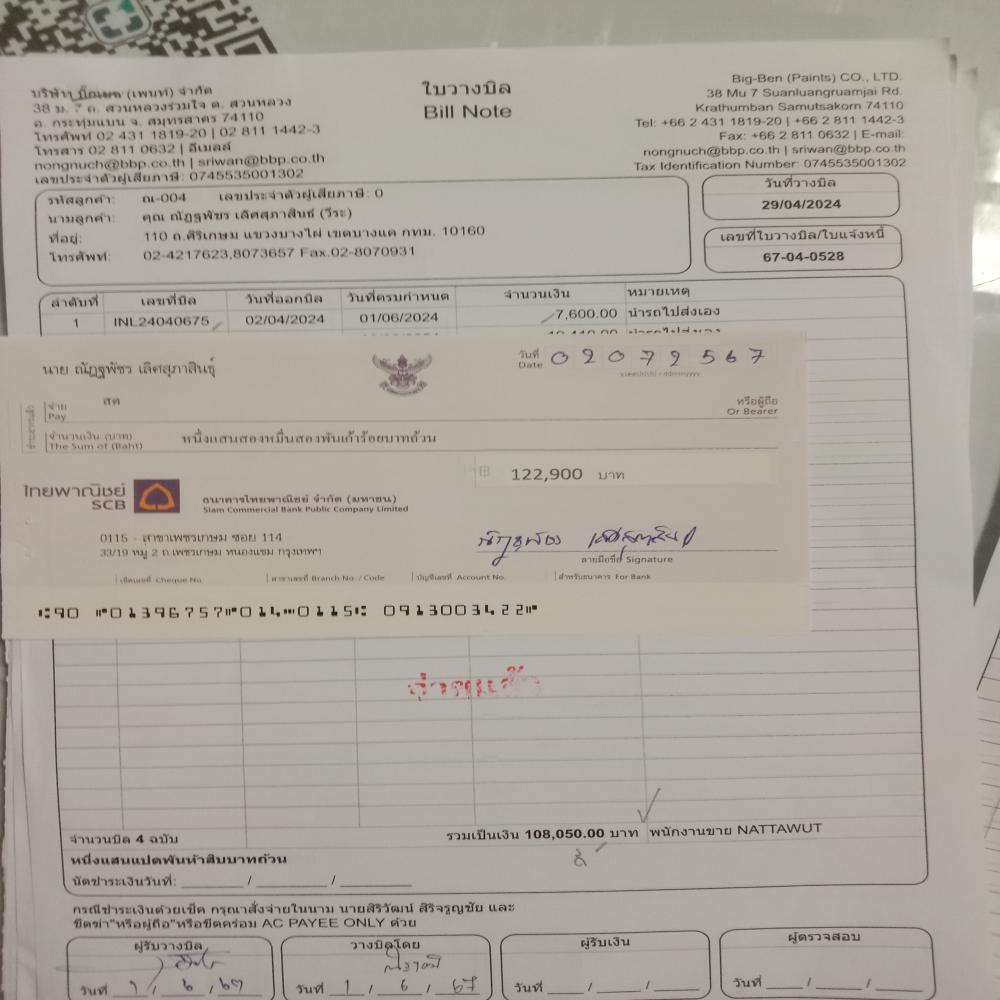 ใบวางบิล
Bill Note
บริษัท บิ๊กเบน (เพนท์) จำกัด
38 ม. 7 ถ. สวนหลวงร่วมใจ ต. สวนหลวง
อ. กระทุ่มแบน จ. สมุทรสาคร 74110
โทรศัพท์ 02 431 1819-20 | 02 811 1442-3
โทรสาร 02 811 0632 | อีเมลล์
nongnuch@bbp.co.th | sriwan@bbp.co.th
เลขประจำตัวผู้เสียภาษี: 0745535001302
Big-Ben (Paints) CO., LTD.
38 Mu 7 Suanluangruamjai Rd.
Krathumban Samutsakorn 74110
Tel: +66 2 431 1819-20 | +66 2 811 1442-3
Fax: +66 2 811 0632 | E-mail:
nongnuch@bbp.co.th | sriwan@bbp.co.th
Tax Identification Number: 0745535001302
รหัสลูกค้า: ณ-004 เลขประจำตัวผู้เสียภาษี: 0
นามลูกค้า: คุณ ณัฏฐพัชร เลิศสุภาสินธ์ (วีระ)
ที่อยู่: 110 ถ.ศิริเกษม แขวงบางไผ่ เขตบางแค กทม. 10160
โทรศัพท์: 02-4217623,8073657 Fax.02-8070931
วันที่วางบิล
29/04/2024
เลขที่ใบวางบิล/ใบแจ้งหนี้
67-04-0528
ลำดับที่ เลขที่บิล วันที่ออกบิล วันที่ครบกำหนด จำนวนเงิน หมายเหตุ
1 INL24040675 02/04/2024 01/06/2024 7,600.00 นำรถไปส่งเอง
นาย ณัฏฐพัชร เลิศสุภาสินธุ์
วันที่ 02072567
Date
จ่าย สด หรือผู้ถือ
Pay Or Bearer
จำนวนเงิน (บาท) หนึ่งแสนสองหมื่นสองพันเก้าร้อยบาทถ้วน
The Sum of (Baht)
฿ 122,900 บาท
ไทยพาณิชย์
SCB
ธนาคารไทยพาณิชย์ จำกัด (มหาชน)
Siam Commercial Bank Public Company Limited
0115 - สาขาเพชรเกษม ซอย 114
33/19 หมู่ 2 ถ.เพชรเกษม หนองแขม กรุงเทพฯ
ลายมือชื่อ Signature
เช็คเลขที่ Cheque No. สาขาเลขที่ Branch No. / Code บัญชีเลขที่ Account No. สำหรับธนาคาร For Bank
90 01396757 014 0115 0913003422
จ่ายแล้ว
จำนวนบิล 4 ฉบับ รวมเป็นเงิน 108,050.00 บาท พนักงานขาย NATTAWUT
หนึ่งแสนแปดพันห้าสิบบาทถ้วน
นัดชำระเงินวันที่: / /
กรณีชำระเงินด้วยเช็ค กรุณาสั่งจ่ายในนาม นายสิริวัฒน์ สิริจรูญชัย และ
ขีดฆ่า"หรือผู้ถือ"หรือขีดคร่อม AC PAYEE ONLY ด้วย
ผู้รับวางบิล วางบิลโดย ผู้รับเงิน ผู้ตรวจสอบ
วันที่ 1 / 6 / 67 วันที่ 1 / 6 / 67 วันที่ / / วันที่ / /